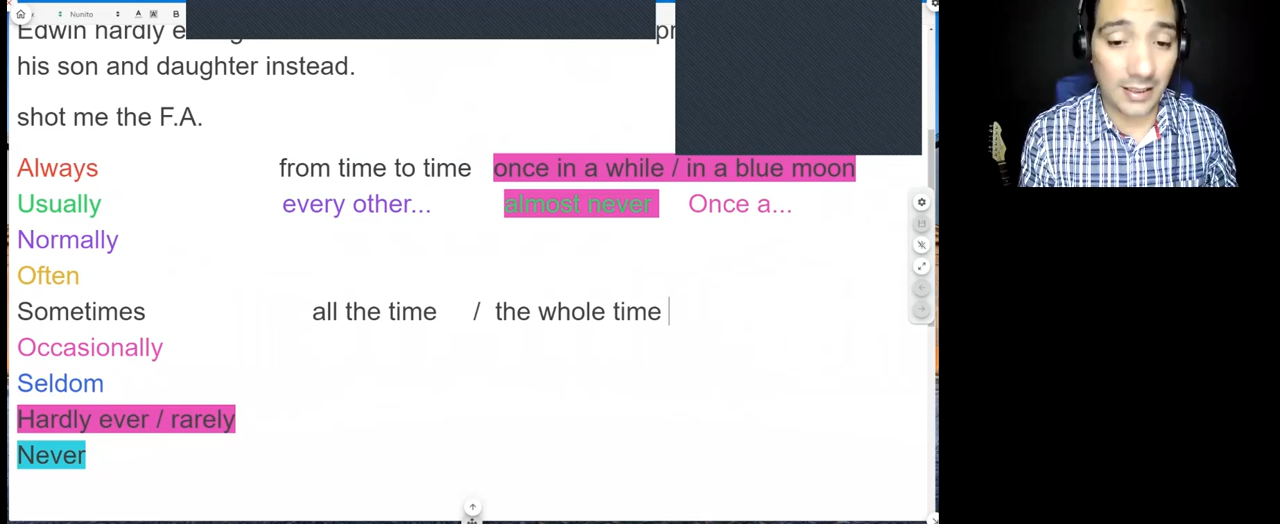 Nunito A A B
Edwin hardly
his son and daughter instead.
shot me the F.A.
Always from time to time once in a while / in a blue moon
Usually every other... almost never Once a...
Normally
Often
Sometimes all the time / the whole time
Occasionally
Seldom
Hardly ever / rarely
Never